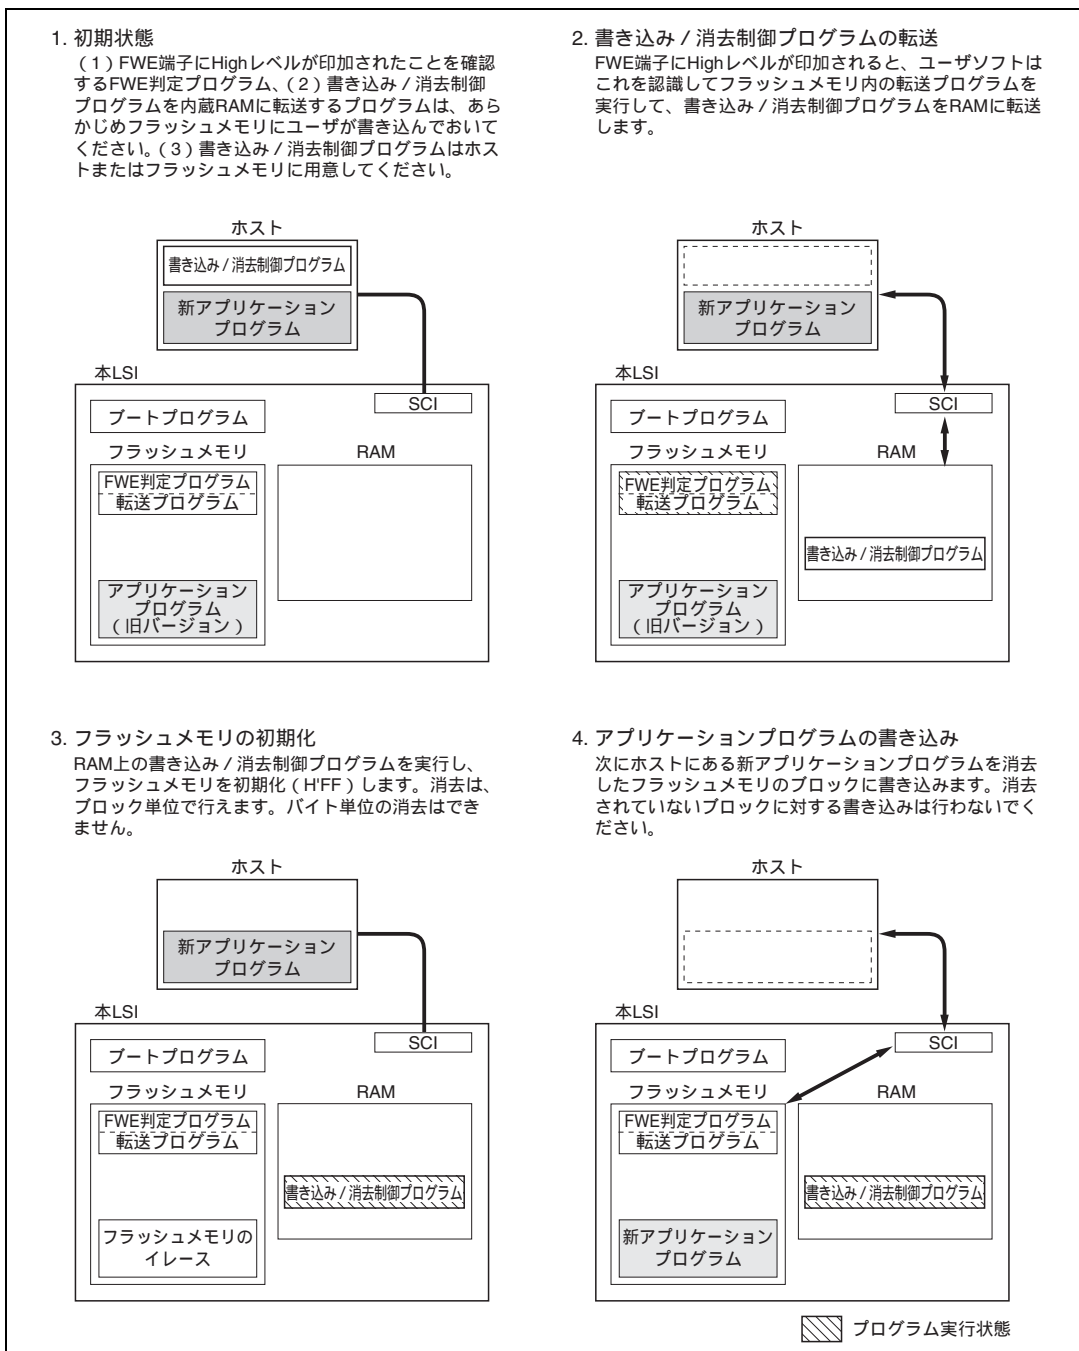 1. 初期状態
(1)FWE端子にHighレベルが印加されたことを確認
するFWE判定プログラム、(2)書き込み/消去制御
プログラムを内蔵RAMに転送するプログラムは、あら
かじめフラッシュメモリにユーザが書き込んでおいて
ください。(3)書き込み/消去制御プログラムはホス
トまたはフラッシュメモリに用意してください。
ホスト
書き込み/消去制御プログラム
新アプリケーション
プログラム
本LSI
SCI
ブートプログラム
フラッシュメモリ
RAM
FWE判定プログラム
転送プログラム
アプリケーション
プログラム
(旧バージョン)
2. 書き込み/消去制御プログラムの転送
FWE端子にHighレベルが印加されると、ユーザソフトは
これを認識してフラッシュメモリ内の転送プログラムを
実行して、書き込み/消去制御プログラムをRAMに転送
します。
ホスト
新アプリケーション
プログラム
本LSI
SCI
ブートプログラム
フラッシュメモリ
RAM
FWE判定プログラム
転送プログラム
書き込み/消去制御プログラム
アプリケーション
プログラム
(旧バージョン)
3. フラッシュメモリの初期化
RAM上の書き込み/消去制御プログラムを実行し、
フラッシュメモリを初期化(H'FF)します。消去は、
ブロック単位で行えます。バイト単位の消去はでき
ません。
ホスト
新アプリケーション
プログラム
本LSI
SCI
ブートプログラム
フラッシュメモリ
RAM
FWE判定プログラム
転送プログラム
書き込み/消去制御プログラム
フラッシュメモリの
イレース
4. アプリケーションプログラムの書き込み
次にホストにある新アプリケーションプログラムを消去
したフラッシュメモリのブロックに書き込みます。消去
されていないブロックに対する書き込みは行わないでく
ださい。
ホスト
本LSI
SCI
ブートプログラム
フラッシュメモリ
RAM
FWE判定プログラム
転送プログラム
書き込み/消去制御プログラム
新アプリケーション
プログラム
プログラム実行状態